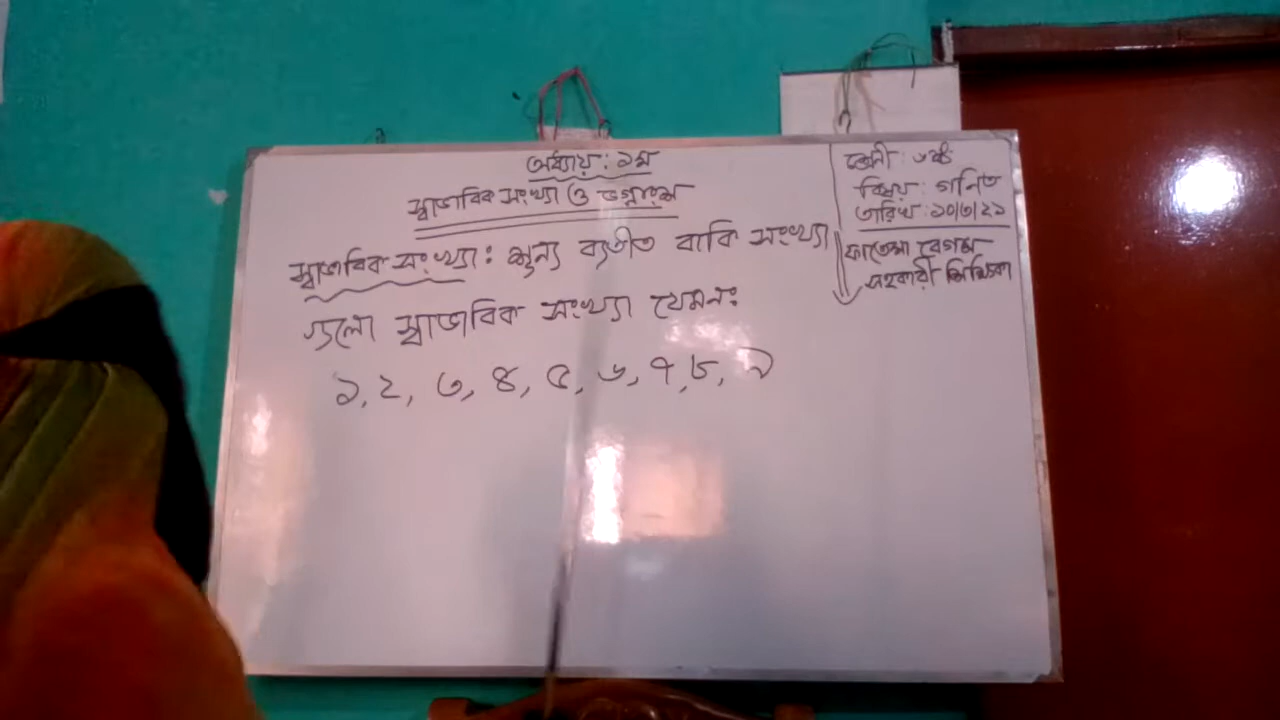 অধ্যায় : ১ম
স্বাভাবিক সংখ্যা ও ভগ্নাংশ
স্বাভাবিক সংখ্যা : শূন্য ব্যতীত বাকি সংখ্যা
গুলো স্বাভাবিক সংখ্যা যেমনঃ
১, ২, ৩, ৪, ৫, ৬, ৭, ৮, ৯
শ্রেনী : ৬ষ্ঠ
বিষয় : গনিত
তারিখ : ১০/৩/২১
ফাতেমা বেগম
সহকারী শিক্ষিকা